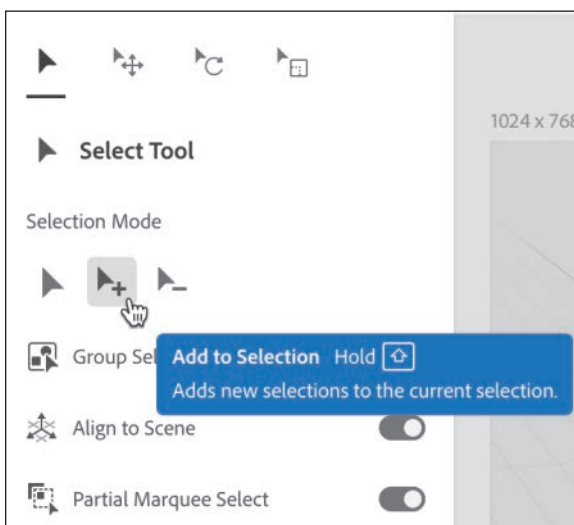 1024 x 768
Select Tool
Selection Mode
Group Sel
Add to Selection Hold
Adds new selections to the current selection.
Align to Scene
Partial Marquee Select